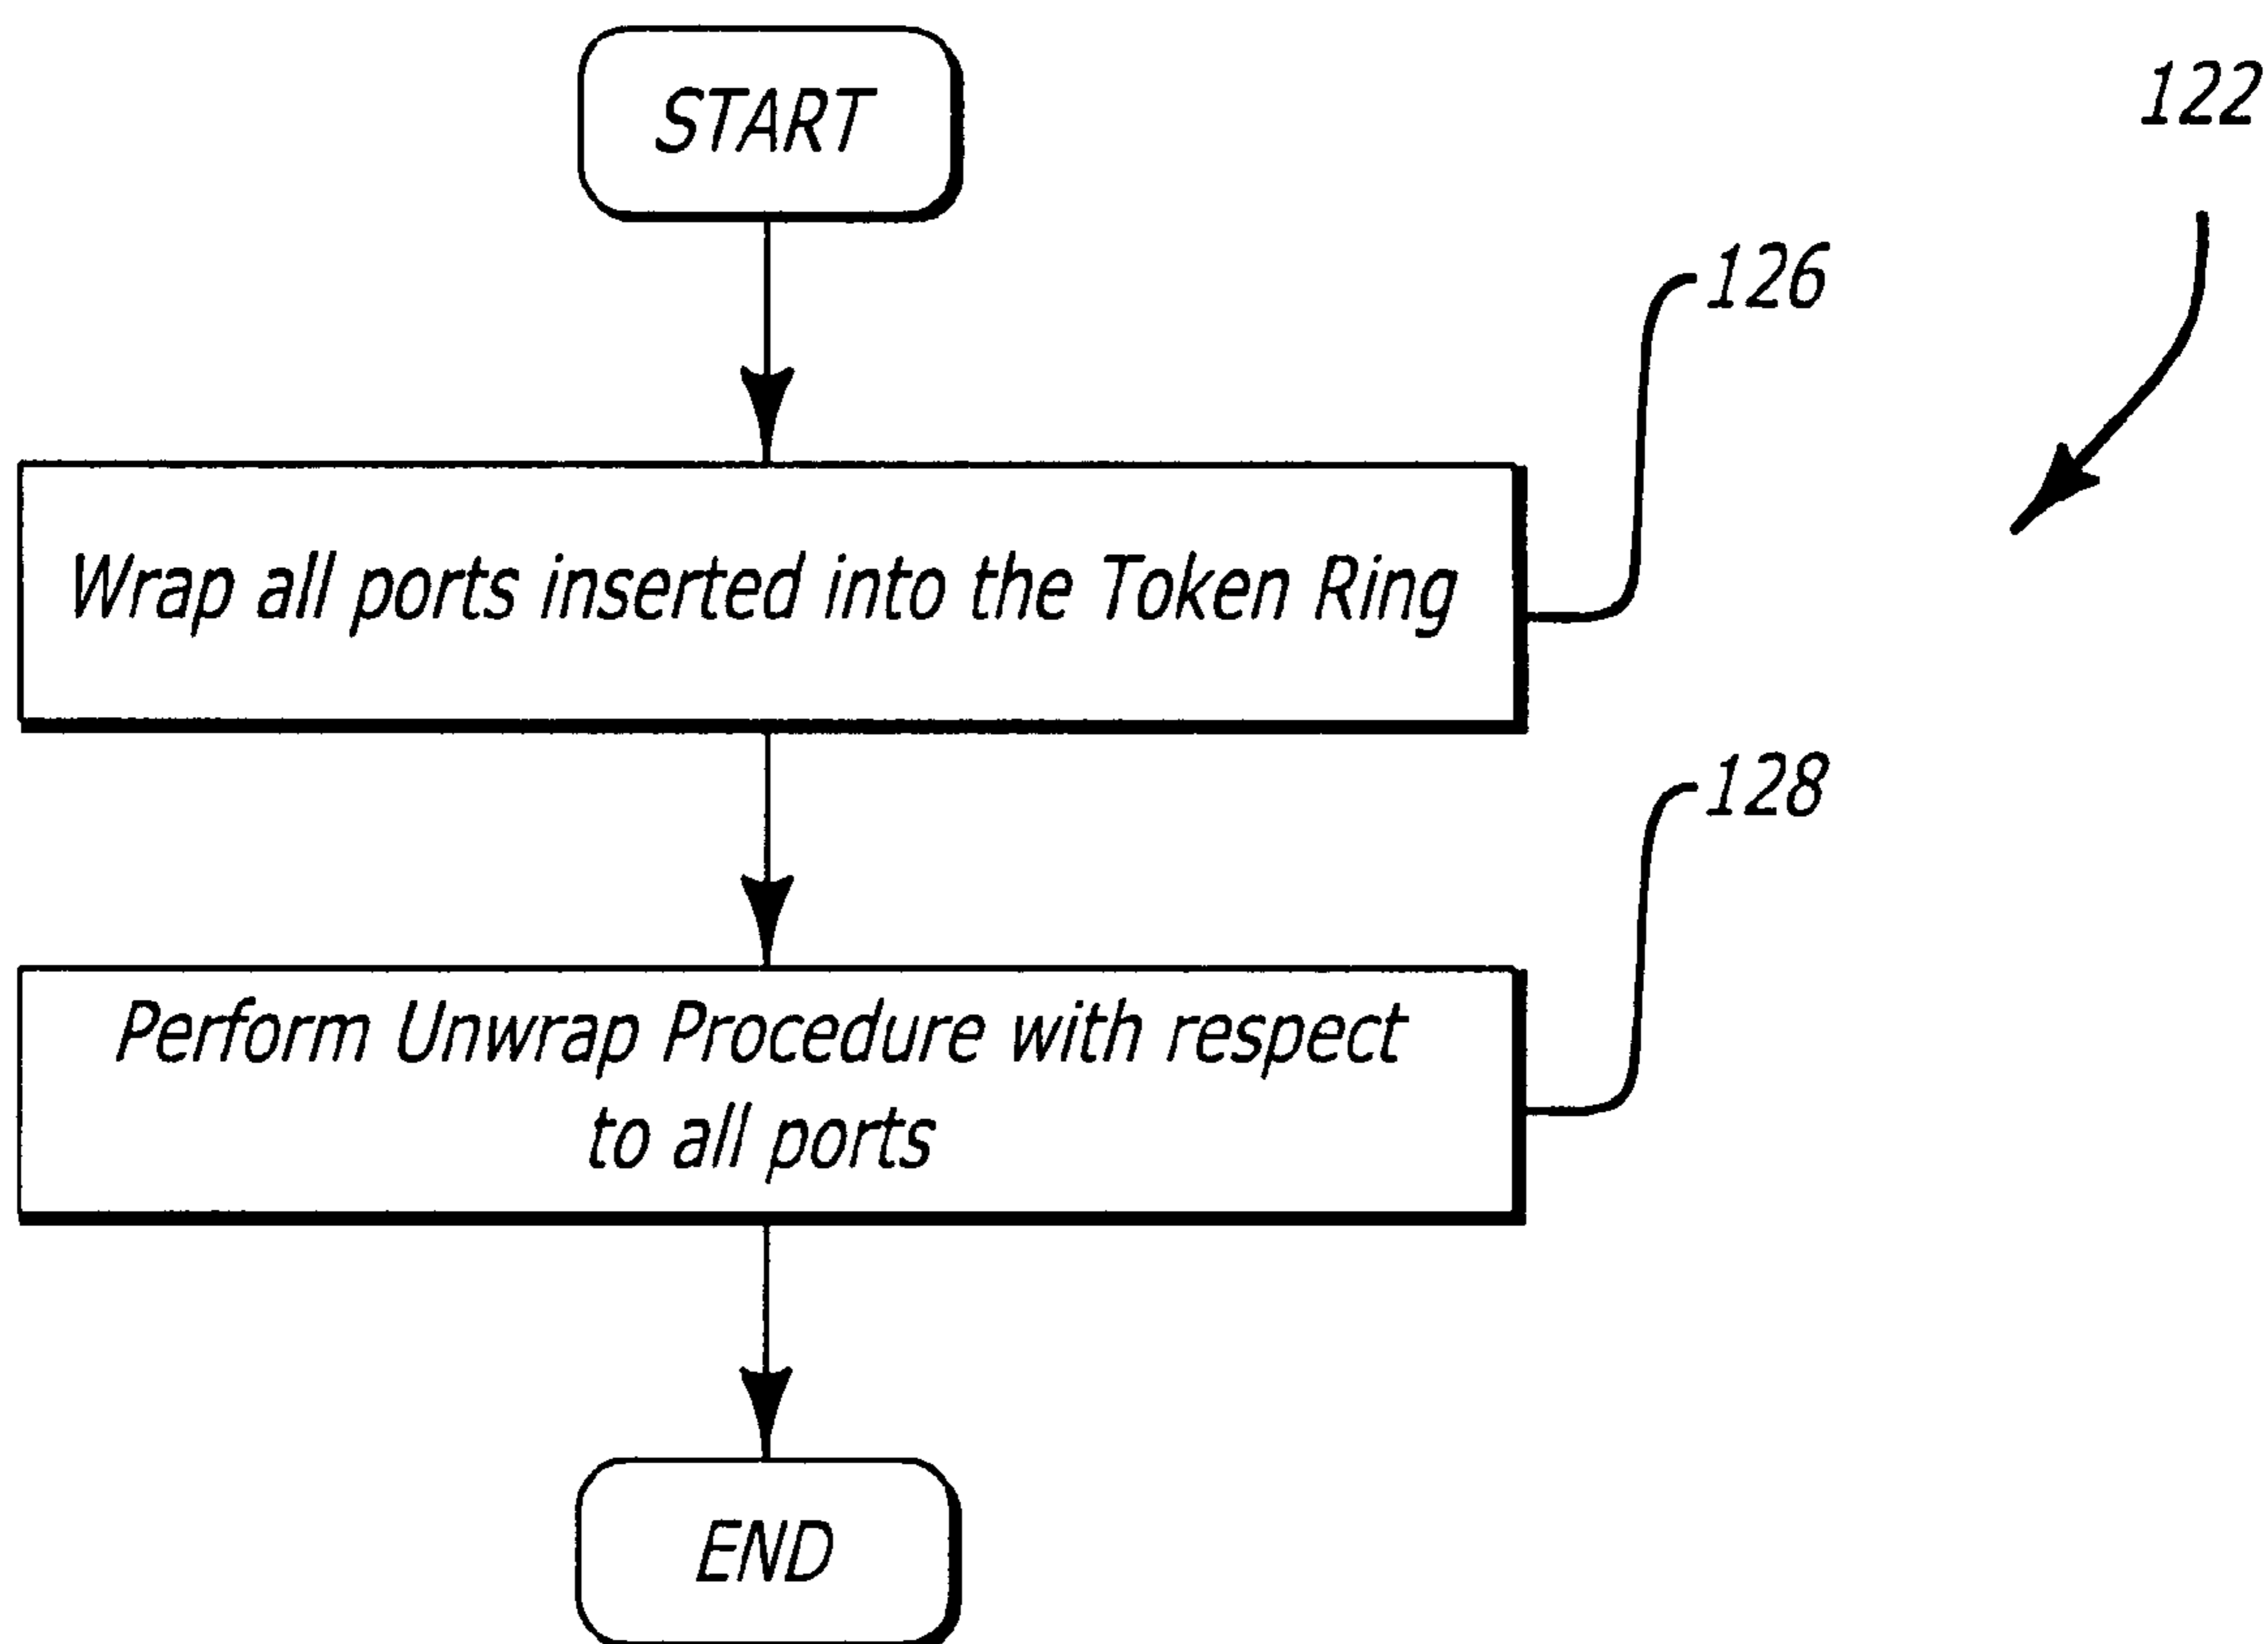 START
122
126
Wrap all ports inserted into the Token Ring
128
Perform Unwrap Procedure with respect
to all ports
END